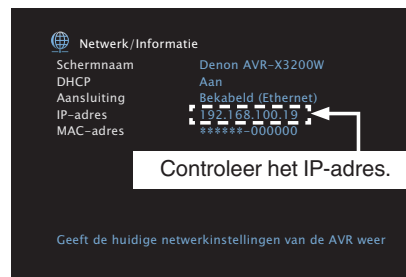 Netwerk/Informatie
Schermnaam Denon AVR-X3200W
DHCP Aan
Aansluiting Bekabeld (Ethernet)
IP-adres 192.168.100.19
MAC-adres ******-000000
Controleer het IP-adres.
Geeft de huidige netwerkinstellingen van de AVR weer